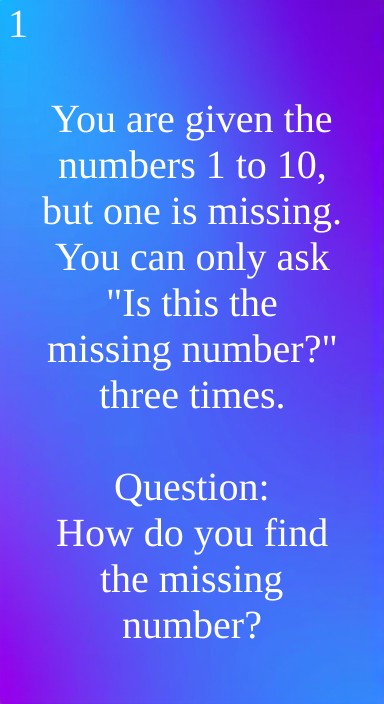 1
You are given the
numbers 1 to 10,
but one is missing.
You can only ask
"Is this the
missing number?"
three times.
Question:
How do you find
the missing
number?